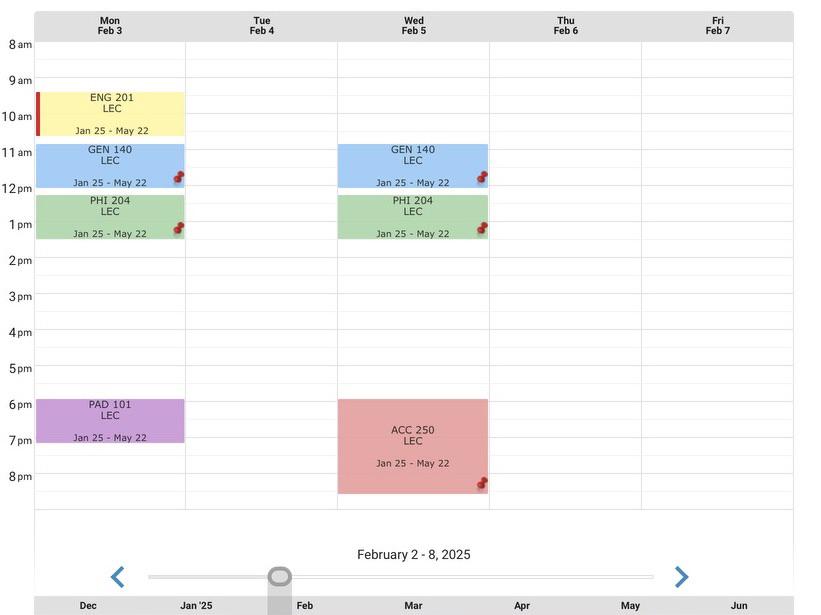 Mon Tue Wed Thu Fri
Feb 3 Feb 4 Feb 5 Feb 6 Feb 7
8 am
9 am
ENG 201
LEC
10 am
Jan 25 - May 22
11 am
GEN 140 GEN 140
LEC LEC
Jan 25 - May 22 Jan 25 - May 22
12 pm
PHI 204 PHI 204
LEC LEC
1 pm
Jan 25 - May 22 Jan 25 - May 22
2 pm
3 pm
4 pm
5 pm
6 pm
PAD 101
LEC
ACC 250
7 pm
Jan 25 - May 22
LEC
Jan 25 - May 22
8 pm
February 2 - 8, 2025
Dec Jan '25 Feb Mar Apr May Jun